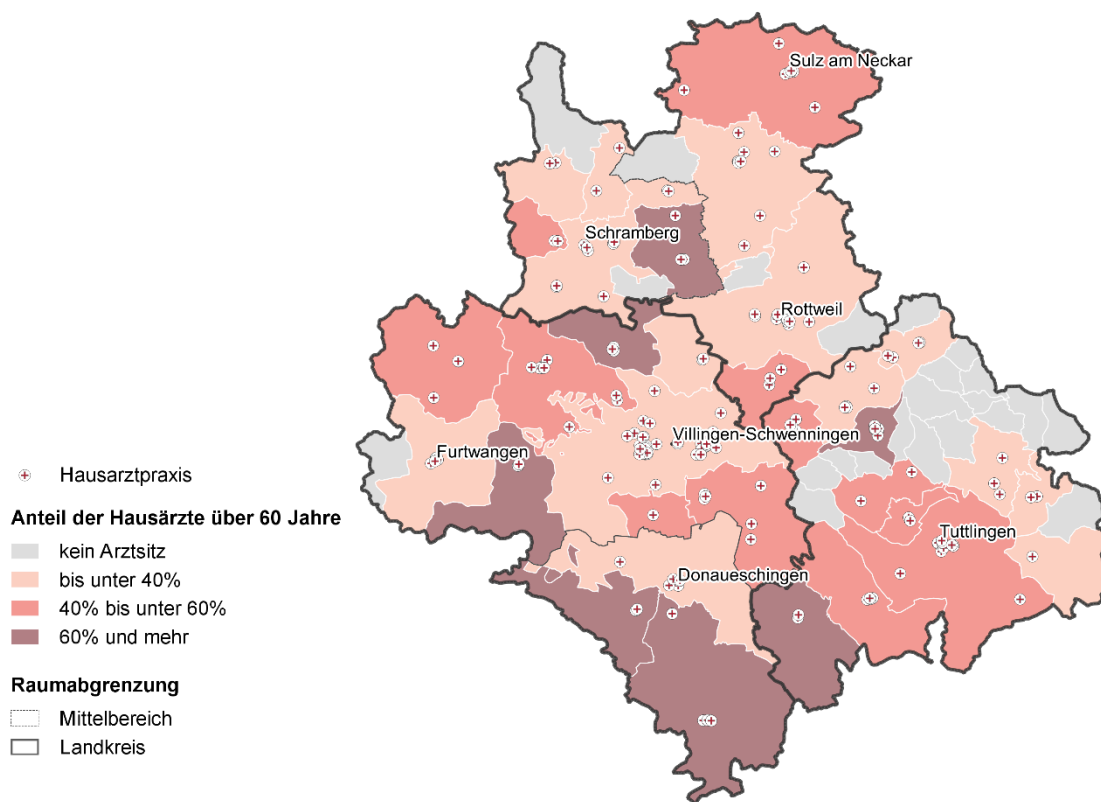 Sulz am Neckar
Schramberg
Rottweil
Villingen-Schwenningen
Furtwangen
Tuttlingen
Donaueschingen
Hausarztpraxis
Anteil der Hausärzte über 60 Jahre
kein Arztsitz
bis unter 40%
40% bis unter 60%
60% und mehr
Raumabgrenzung
Mittelbereich
Landkreis